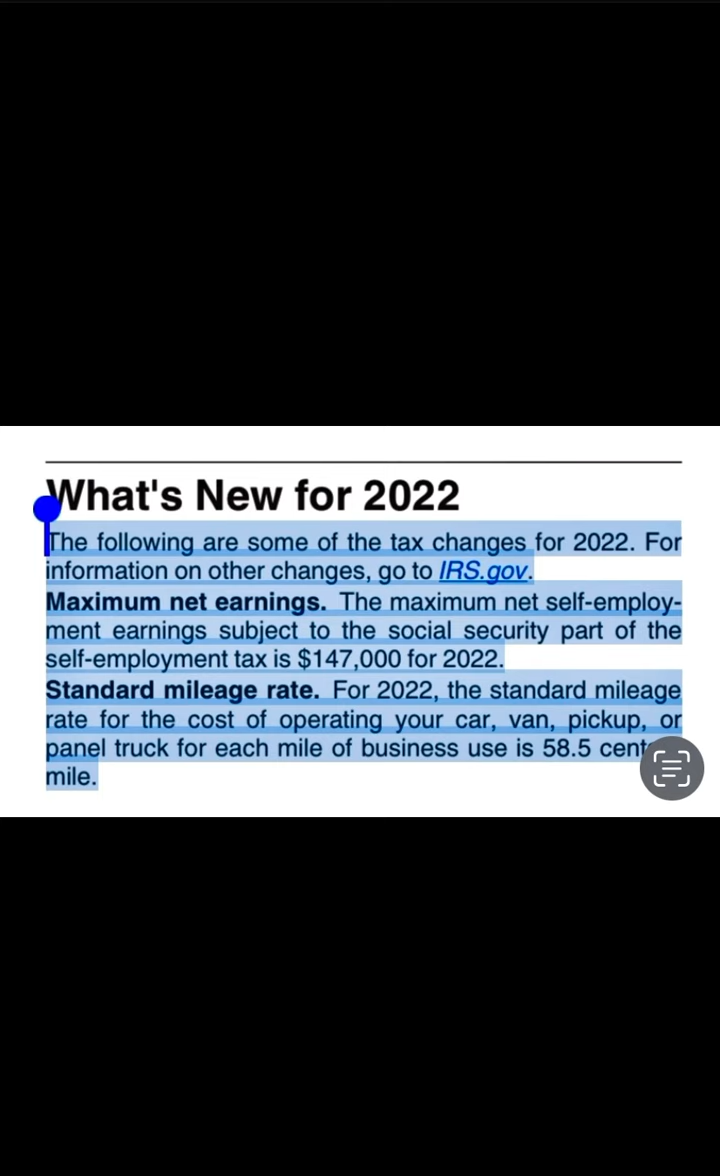 What's New for 2022
The following are some of the tax changes for 2022. For
information on other changes, go to IRS.gov.
Maximum net earnings. The maximum net self-employ-
ment earnings subject to the social security part of the
self-employment tax is $147,000 for 2022.
Standard mileage rate. For 2022, the standard mileage
rate for the cost of operating your car, van, pickup, or
panel truck for each mile of business use is 58.5
mile.